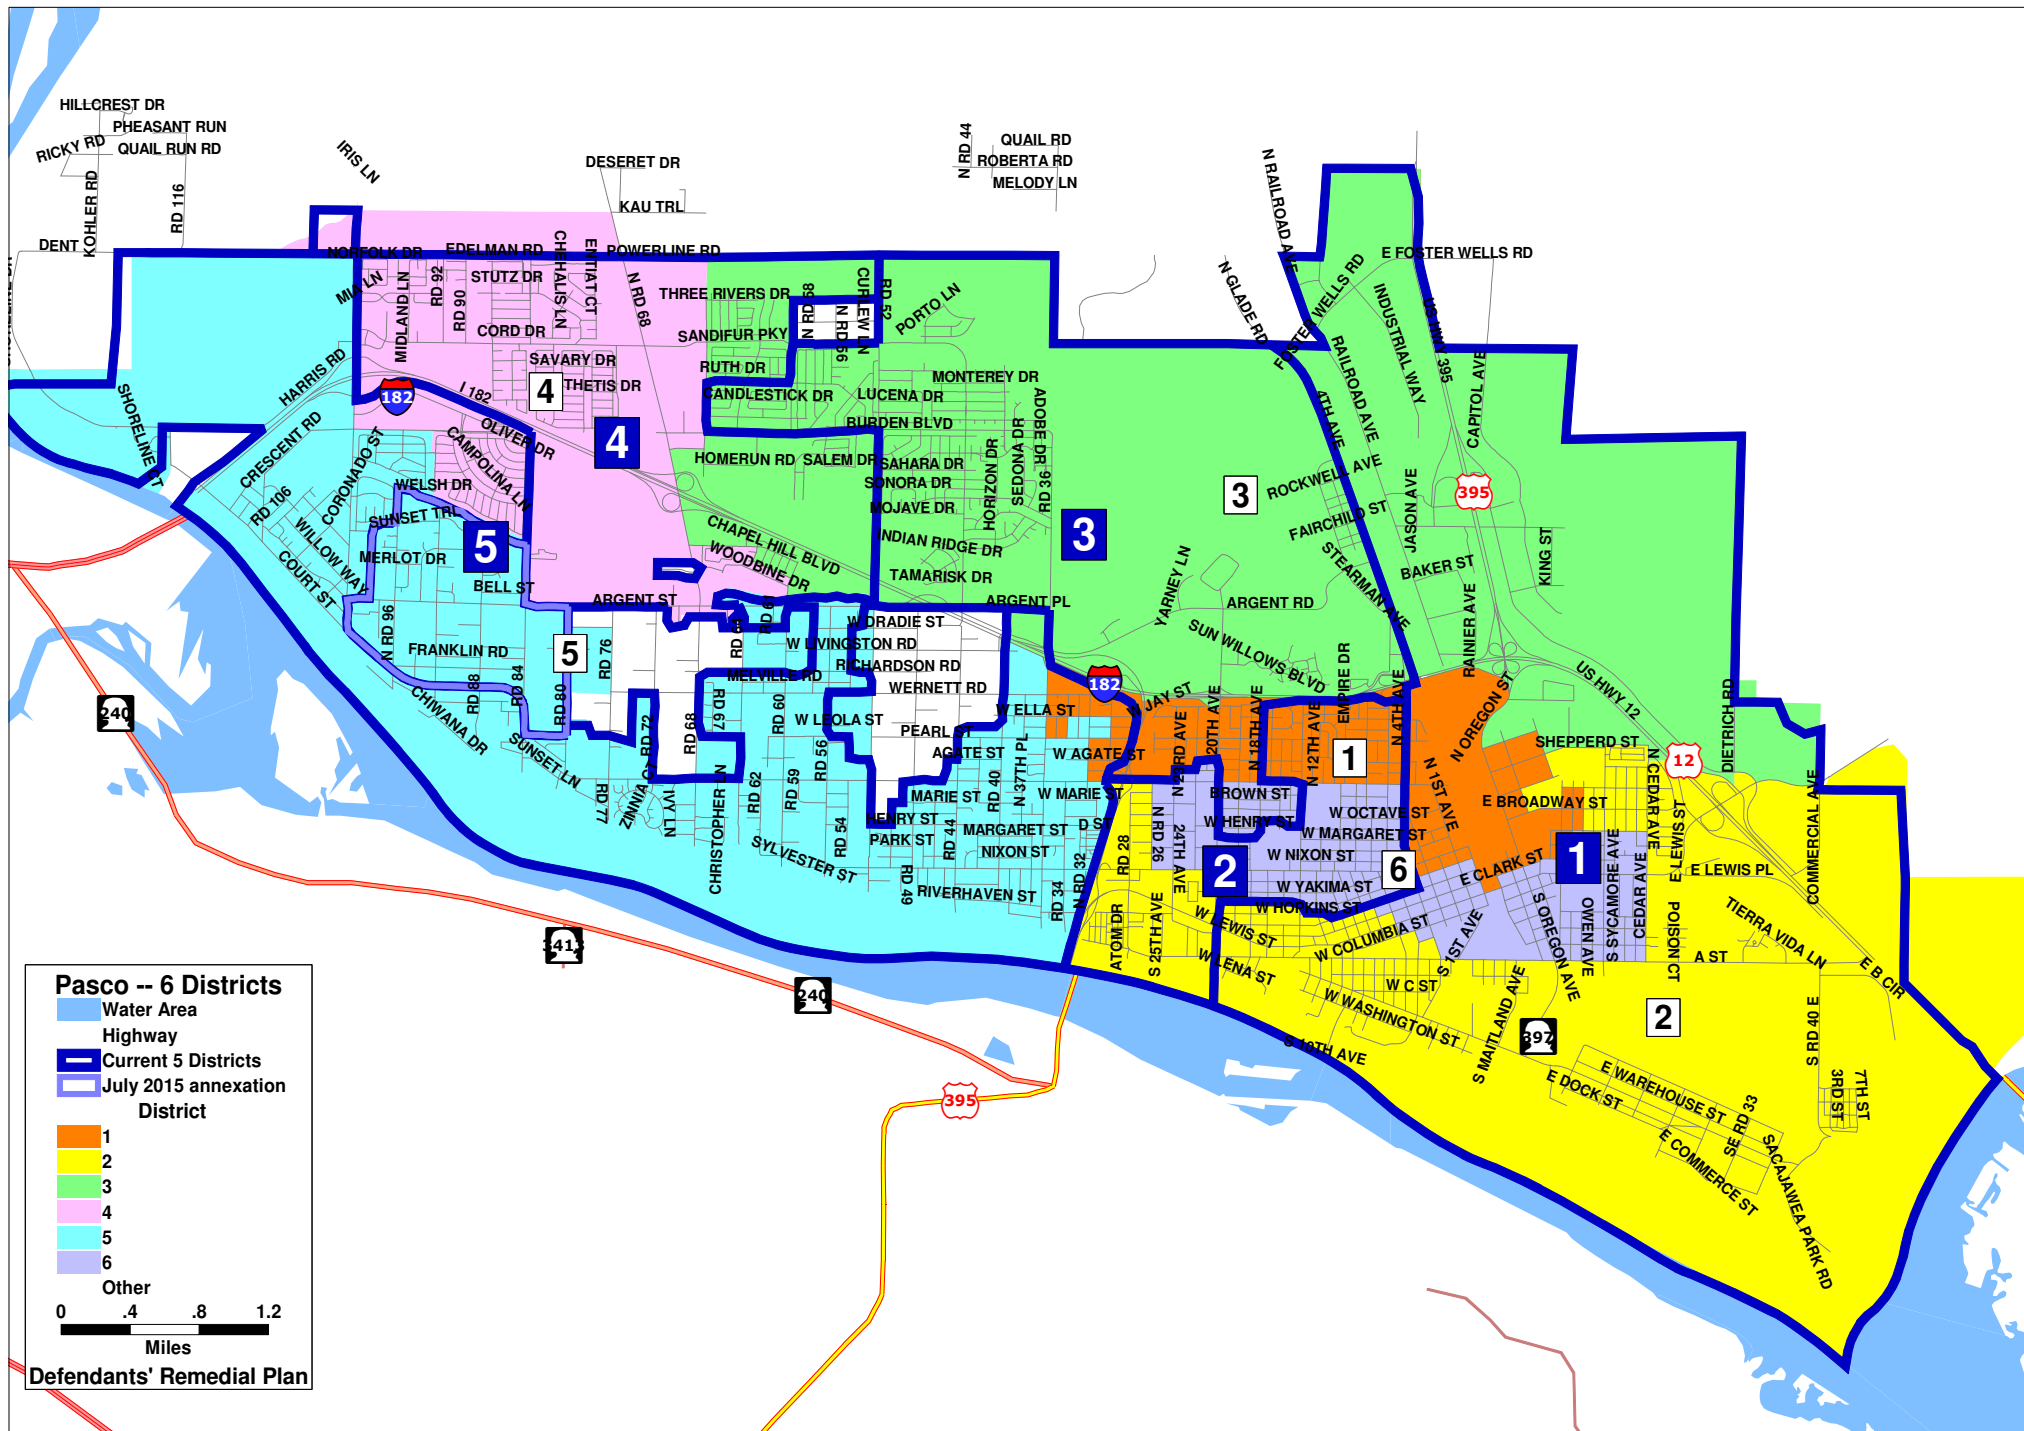 HILLCREST DR
PHEASANT RUN
RICKY RD
QUAIL RUN RD
KOHLER RD
RD 116
DENT
IRIS LN
DESERET DR
KAU TRL
N RD 44
QUAIL RD
ROBERTA RD
MELODY LN
N RAILROAD AVE
NORFOLK DR
EDELMAN RD
CHEHALIS LN
ENTIAT CT
POWERLINE RD
E FOSTER WELLS RD
MIA LN
MIDLAND LN
RD 92
RD 90
STUTZ DR
CORD DR
N RD 68
THREE RIVERS DR
SANDIFUR PKY
N RD 58
N RD 56
CURLEW LN
RD 52
PORTO LN
N GLADE RD
FOSTER WELLS RD
INDUSTRIAL WAY
US HWY 395
RAILROAD AVE
CAPITOL AVE
4TH AVE
SAVARY DR
THETIS DR
4
RUTH DR
CANDLESTICK DR
LUCENA DR
MONTEREY DR
BURDEN BLVD
ADOBE DR
HARRIS RD
182
I 182
SHORELINE CT
CRESCENT RD
CORONADO ST
OLIVER DR
CAMPOLINA LN
4
HOMERUN RD
SALEM DR
SAHARA DR
SONORA DR
MOJAVE DR
HORIZON DR
SEDONA DR
RD 36
3
ROCKWELL AVE
FAIRCHILD ST
JASON AVE
395
RD 106
WELSH DR
SUNSET TRL
WILLOW WAY
MERLOT DR
COURT ST
5
BELL ST
CHAPEL HILL BLVD
WOODBINE DR
INDIAN RIDGE DR
TAMARISK DR
3
YARNEY LN
STEARMAN AVE
BAKER ST
KING ST
ARGENT ST
ARGENT PL
ARGENT RD
RAINIER AVE
N RD 96
FRANKLIN RD
RD 88
RD 84
RD 80
5
RD 76
RD 64
RD 61
W DRADIE ST
W LIVINGSTON RD
RICHARDSON RD
MELVILLE RD
WERNETT RD
SUN WILLOWS BLVD
EMPIRE DR
N 4TH AVE
US HWY 12
DIETRICH RD
240
CHIWANA DR
SUNSET LN
RD 72
RD 68
RD 67
RD 60
W LEOLA ST
RD 56
PEARL ST
AGATE ST
W ELLA ST
182
W JAY ST
W AGATE ST
N 23RD AVE
20TH AVE
N 18TH AVE
N 12TH AVE
1
N OREGON ST
SHEPPERD ST
12
N CEDAR AVE
RD 77
ZINNIA CT
IVY LN
CHRISTOPHER LN
RD 62
RD 59
RD 54
MARIE ST
HENRY ST
PARK ST
RD 44
RD 40
N 37TH PL
W MARIE ST
MARGARET ST
D ST
NIXON ST
SYLVESTER ST
RD 49
RIVERHAVEN ST
RD 34
N RD 32
RD 28
N RD 26
24TH AVE
BROWN ST
W HENRY ST
W OCTAVE ST
W MARGARET ST
W NIXON ST
N 1ST AVE
E BROADWAY ST
E LEWIS ST
E LEWIS PL
COMMERCIAL AVE
2
6
1
E CLARK ST
W YAKIMA ST
W HOPKINS ST
S SYCAMORE AVE
CEDAR AVE
OWEN AVE
S OREGON AVE
POISION CT
TIERRA VIDA LN
ATOM DR
S 25TH AVE
W LEWIS ST
W LENA ST
W COLUMBIA ST
S 1ST AVE
A ST
E B CIR
W C ST
W WASHINGTON ST
S MAITLAND AVE
S 10TH AVE
397
2
S RD 40 E
E DOCK ST
E WAREHOUSE ST
SE RD 33
E COMMERCE ST
SACAJAWEA PARK RD
3RD ST
7TH ST
240
395
Pasco -- 6 Districts
Water Area
Highway
Current 5 Districts
July 2015 annexation
District
1
2
3
4
5
6
Other
0 .4 .8 1.2
Miles
Defendants' Remedial Plan